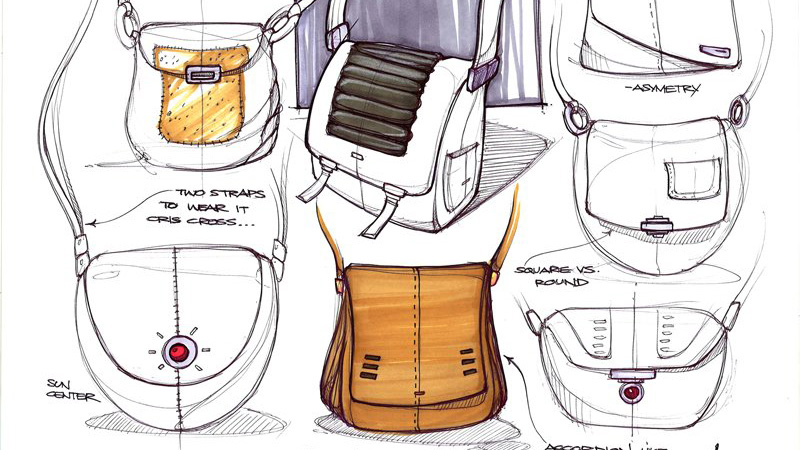 -ASYMETRY
TWO STRAPS
TO WEAR IT
CRIS CROSS...
SQUARE VS.
ROUND
SUN
CENTER